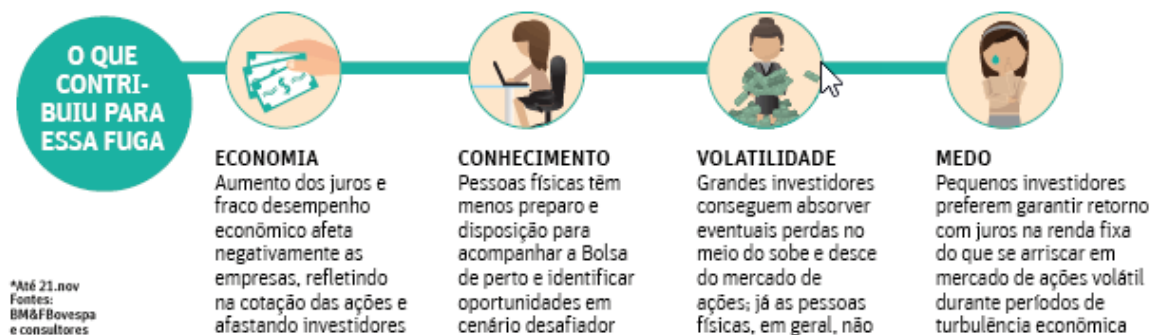 O QUE
CONTRI-
BUIU PARA
ESSA FUGA
ECONOMIA
Aumento dos juros e
fraco desempenho
econômico afeta
negativamente as
empresas, refletindo
na cotação das ações e
afastando investidores
CONHECIMENTO
Pessoas físicas têm
menos preparo e
disposição para
acompanhar a Bolsa
de perto e identificar
oportunidades em
cenário desafiador
VOLATILIDADE
Grandes investidores
conseguem absorver
eventuais perdas no
meio do sobe e desce
do mercado de
ações; já as pessoas
físicas, em geral, não
MEDO
Pequenos investidores
preferem garantir retorno
com juros na renda fixa
do que se arriscar em
mercado de ações volátil
durante períodos de
turbulência econômica
*Até 21.nov
Fontes:
BM&FBovespa
e consultores